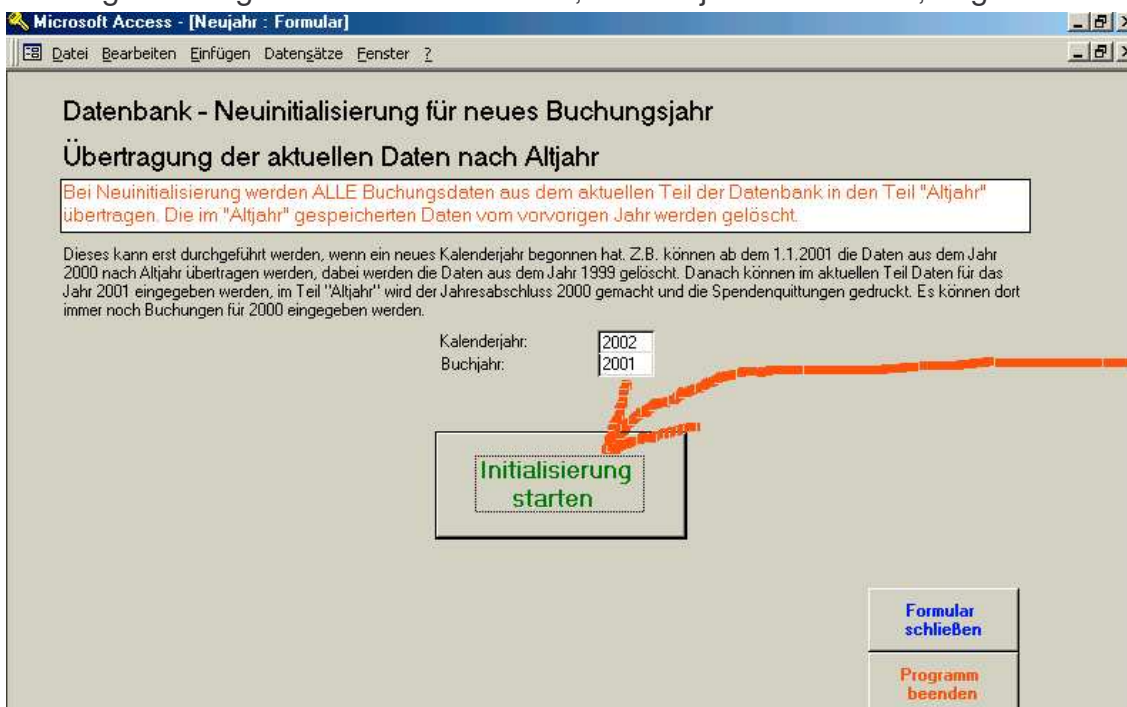 Microsoft Access - [Neujahr : Formular]
Datei Bearbeiten Einfügen Datensätze Fenster ?
Datenbank - Neuinitialisierung für neues Buchungsjahr
Übertragung der aktuellen Daten nach Altjahr
Bei Neuinitialisierung werden ALLE Buchungsdaten aus dem aktuellen Teil der Datenbank in den Teil "Altjahr"
übertragen. Die im "Altjahr" gespeicherten Daten vom vorvorigen Jahr werden gelöscht.
Dieses kann erst durchgeführt werden, wenn ein neues Kalenderjahr begonnen hat. Z.B. können ab dem 1.1.2001 die Daten aus dem Jahr
2000 nach Altjahr übertragen werden, dabei werden die Daten aus dem Jahr 1999 gelöscht. Danach können im aktuellen Teil Daten für das
Jahr 2001 eingegeben werden, im Teil "Altjahr" wird der Jahresabschluss 2000 gemacht und die Spendenquittungen gedruckt. Es können dort
immer noch Buchungen für 2000 eingegeben werden.
Kalenderjahr: 2002
Buchjahr: 2001
Initialisierung
starten
Formular
schließen
Programm
beenden